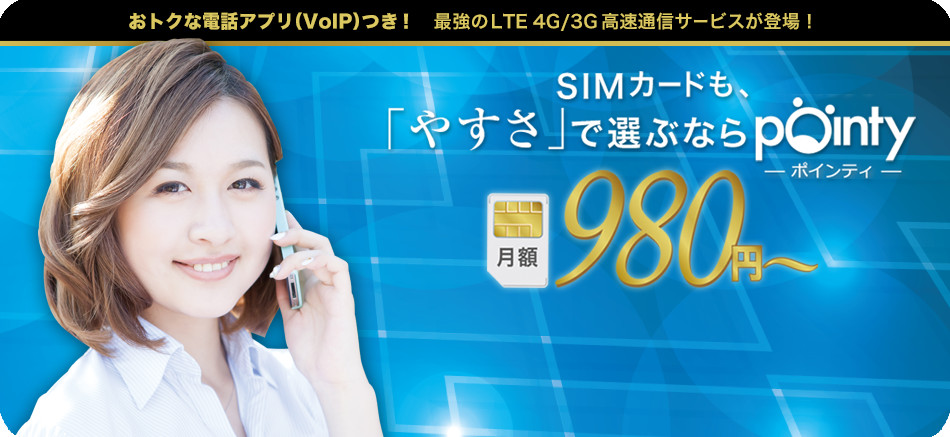 おトクな電話アプリ(VoIP)つき！　最強のLTE 4G/3G高速通信サービスが登場！
SIMカードも、
「やすさ」で選ぶなら pointy
― ポインティ ―
月額 980円～